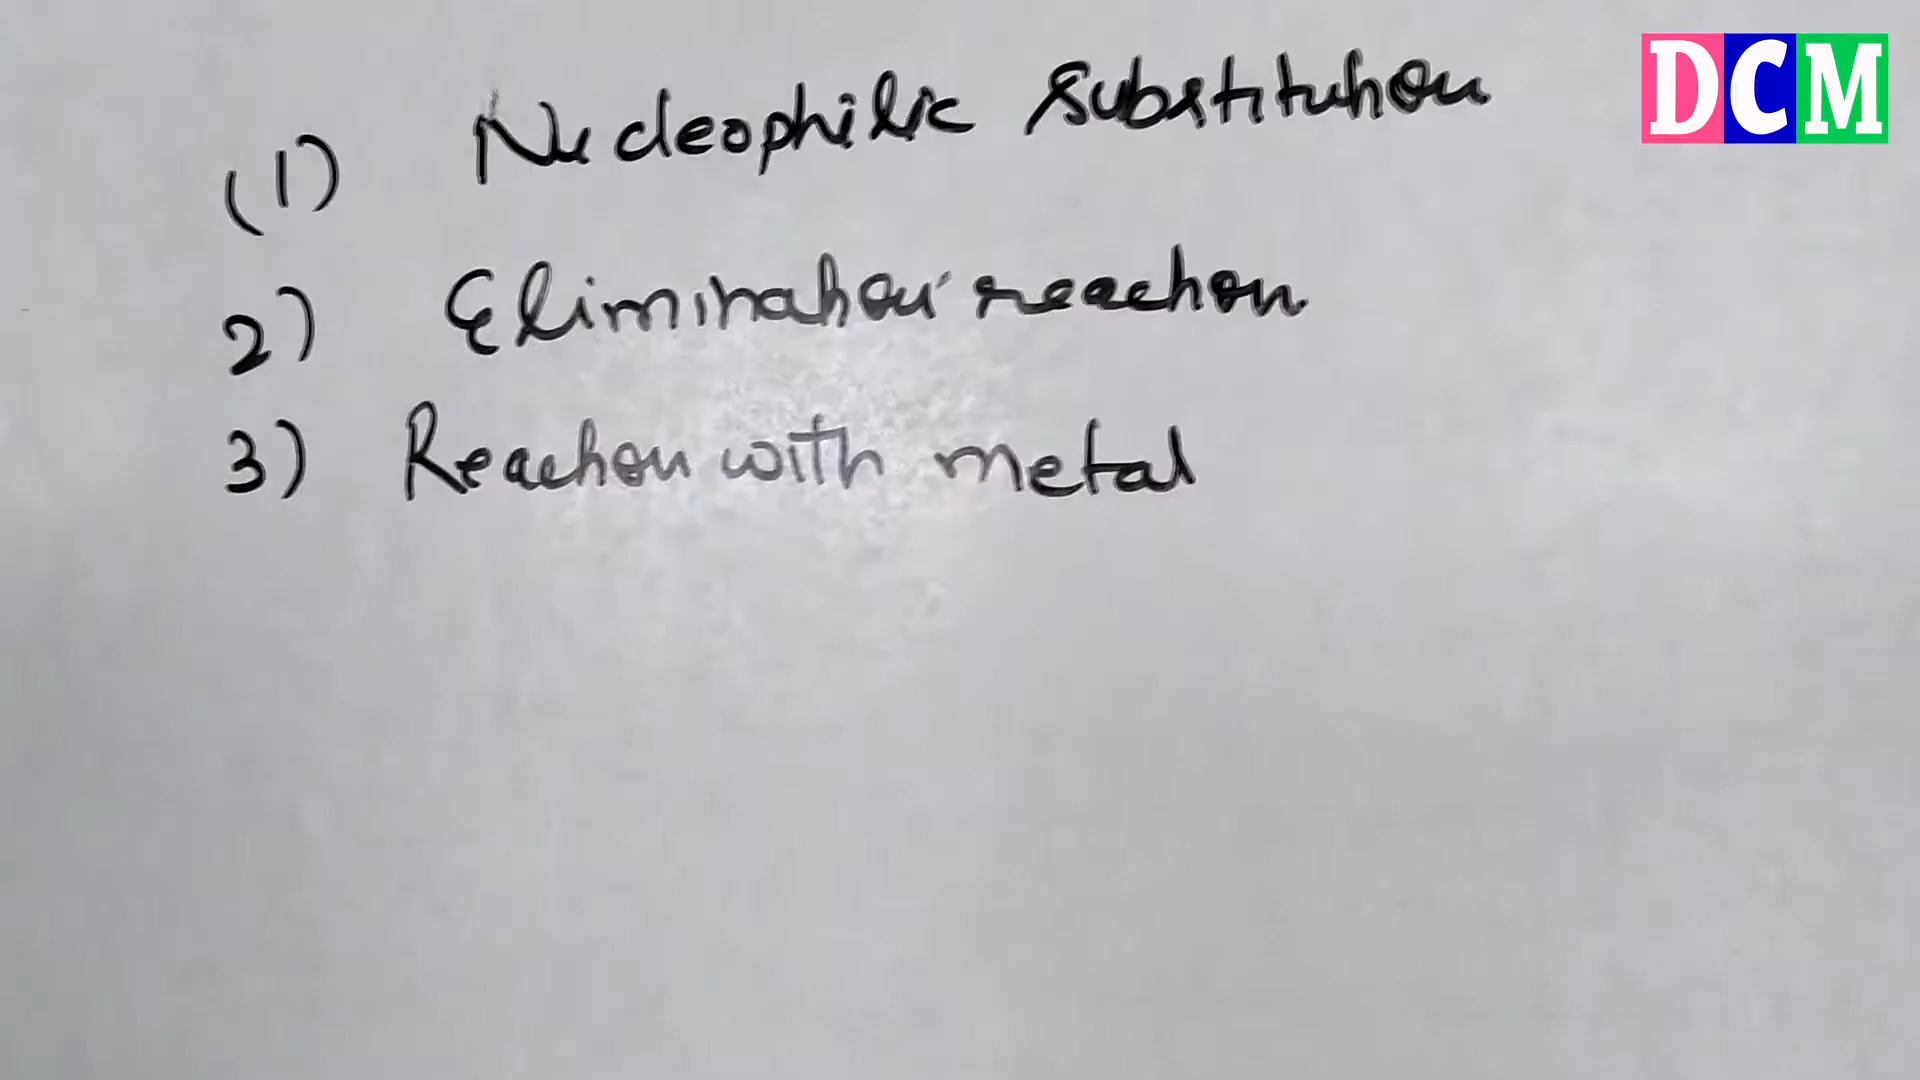 DCM
(1) Nucleophilic substitution
2) Elimination reaction
3) Reaction with metal